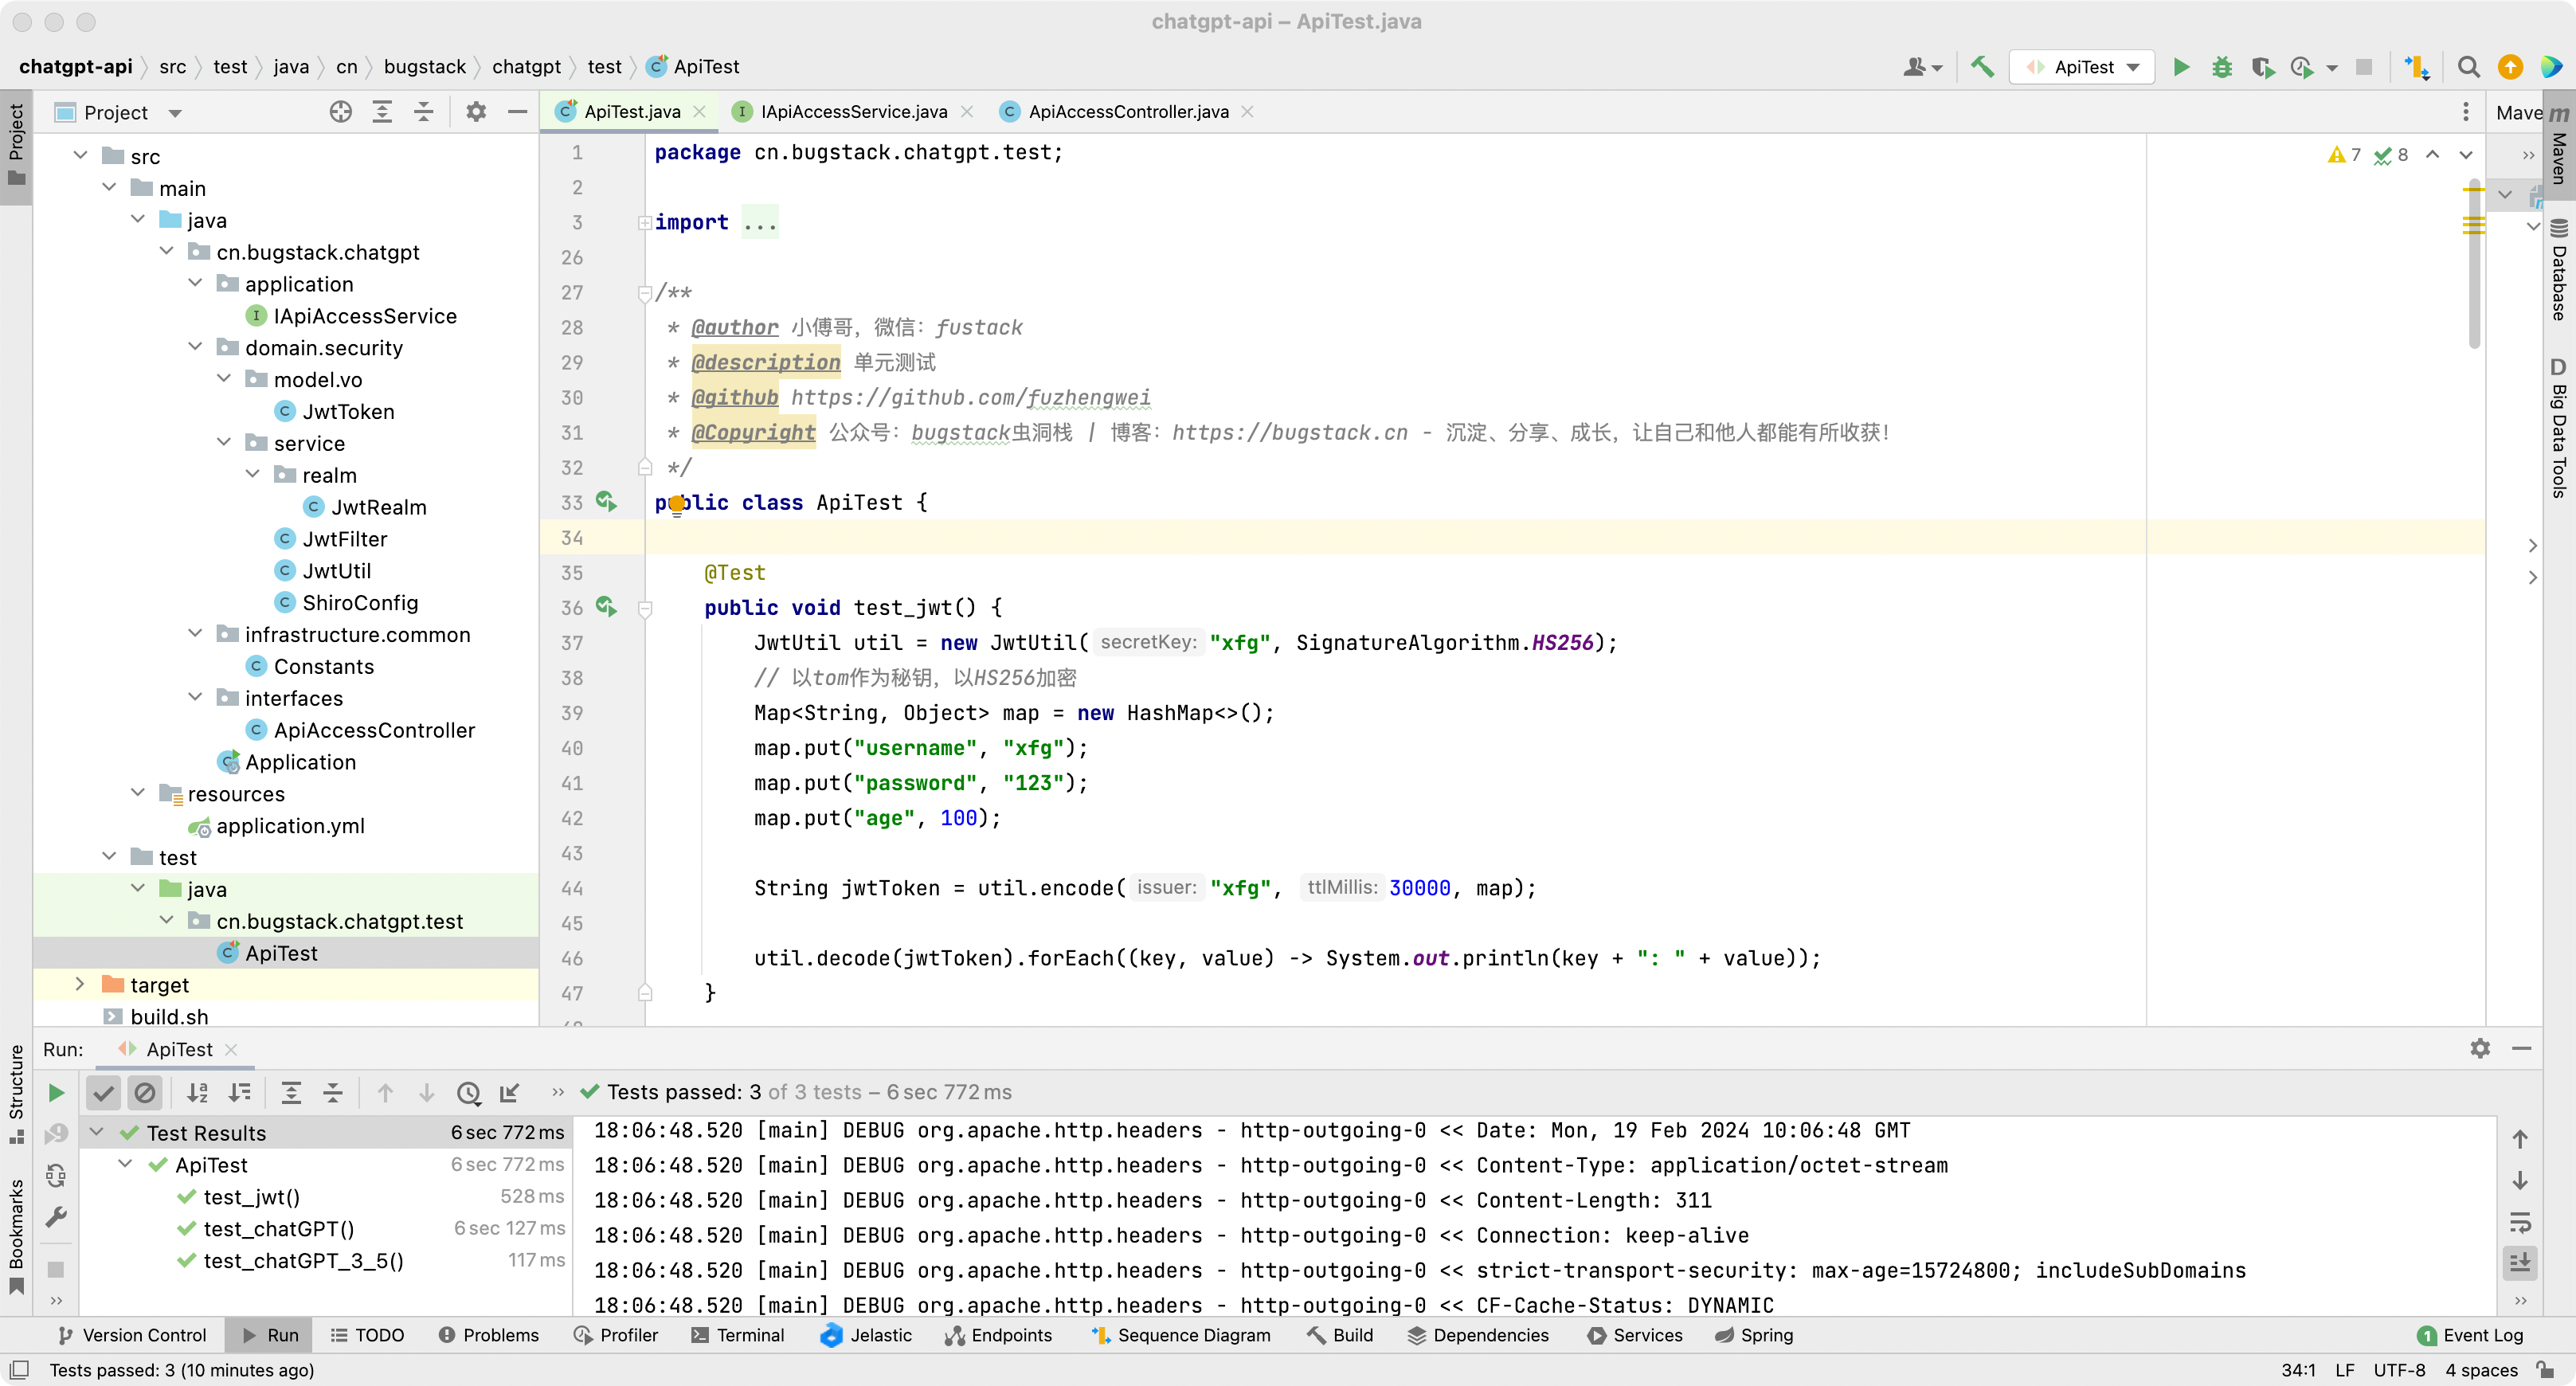 chatgpt-api – ApiTest.java
chatgpt-api src test java cn bugstack chatgpt test ApiTest
ApiTest
Project
ApiTest.java
IApiAccessService.java
ApiAccessController.java
Mave
Project
src
main
java
cn.bugstack.chatgpt
application
IApiAccessService
domain.security
model.vo
JwtToken
service
realm
JwtRealm
JwtFilter
JwtUtil
ShiroConfig
infrastructure.common
Constants
interfaces
ApiAccessController
Application
resources
application.yml
test
java
cn.bugstack.chatgpt.test
ApiTest
target
build.sh
7 8
1 package cn.bugstack.chatgpt.test;
2
3 import ...
26
27 /**
28 * @author 小傅哥，微信：fustack
29 * @description 单元测试
30 * @github https://github.com/fuzhengwei
31 * @Copyright 公众号：bugstack虫洞栈 | 博客：https://bugstack.cn - 沉淀、分享、成长，让自己和他人都能有所收获！
32 */
33 public class ApiTest {
34
35 @Test
36 public void test_jwt() {
37 JwtUtil util = new JwtUtil( secretKey: "xfg", SignatureAlgorithm.HS256);
38 // 以tom作为秘钥，以HS256加密
39 Map<String, Object> map = new HashMap<>();
40 map.put("username", "xfg");
41 map.put("password", "123");
42 map.put("age", 100);
43
44 String jwtToken = util.encode( issuer: "xfg", ttlMillis: 30000, map);
45
46 util.decode(jwtToken).forEach((key, value) -> System.out.println(key + ": " + value));
47 }
Maven
Database
D Big Data Tools
Structure
Bookmarks
Run: ApiTest
Tests passed: 3 of 3 tests – 6 sec 772 ms
Test Results 6 sec 772 ms
ApiTest 6 sec 772 ms
test_jwt() 528 ms
test_chatGPT() 6 sec 127 ms
test_chatGPT_3_5() 117 ms
18:06:48.520 [main] DEBUG org.apache.http.headers - http-outgoing-0 << Date: Mon, 19 Feb 2024 10:06:48 GMT
18:06:48.520 [main] DEBUG org.apache.http.headers - http-outgoing-0 << Content-Type: application/octet-stream
18:06:48.520 [main] DEBUG org.apache.http.headers - http-outgoing-0 << Content-Length: 311
18:06:48.520 [main] DEBUG org.apache.http.headers - http-outgoing-0 << Connection: keep-alive
18:06:48.520 [main] DEBUG org.apache.http.headers - http-outgoing-0 << strict-transport-security: max-age=15724800; includeSubDomains
18:06:48.520 [main] DEBUG org.apache.http.headers - http-outgoing-0 << CF-Cache-Status: DYNAMIC
Version Control Run TODO Problems Profiler Terminal Jelastic Endpoints Sequence Diagram Build Dependencies Services Spring 1 Event Log
Tests passed: 3 (10 minutes ago) 34:1 LF UTF-8 4 spaces